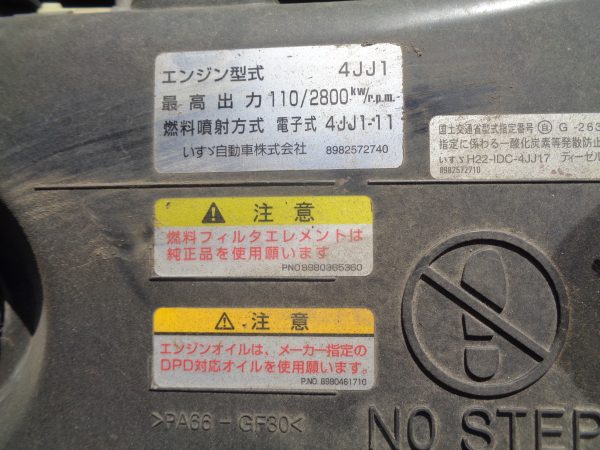 エンジン型式 4JJ1
最高出力 110/2800kW/r.p.m.
燃料噴射方式 電子式 4JJ1-11
いすゞ自動車株式会社 8982572740
国土交通省型式指定番号 自 G-263
指定に係わる一酸化炭素等発散防止
いすゞH22-IDC-4JJ17 ディーゼル
8982572710
注意
燃料フィルタエレメントは
純正品を使用願います
PNO8980365360
注意
エンジンオイルは、メーカー指定の
DPD対応オイルを使用願います。
P.NO. 8980461710
>PA66-GF30<
NO STEP